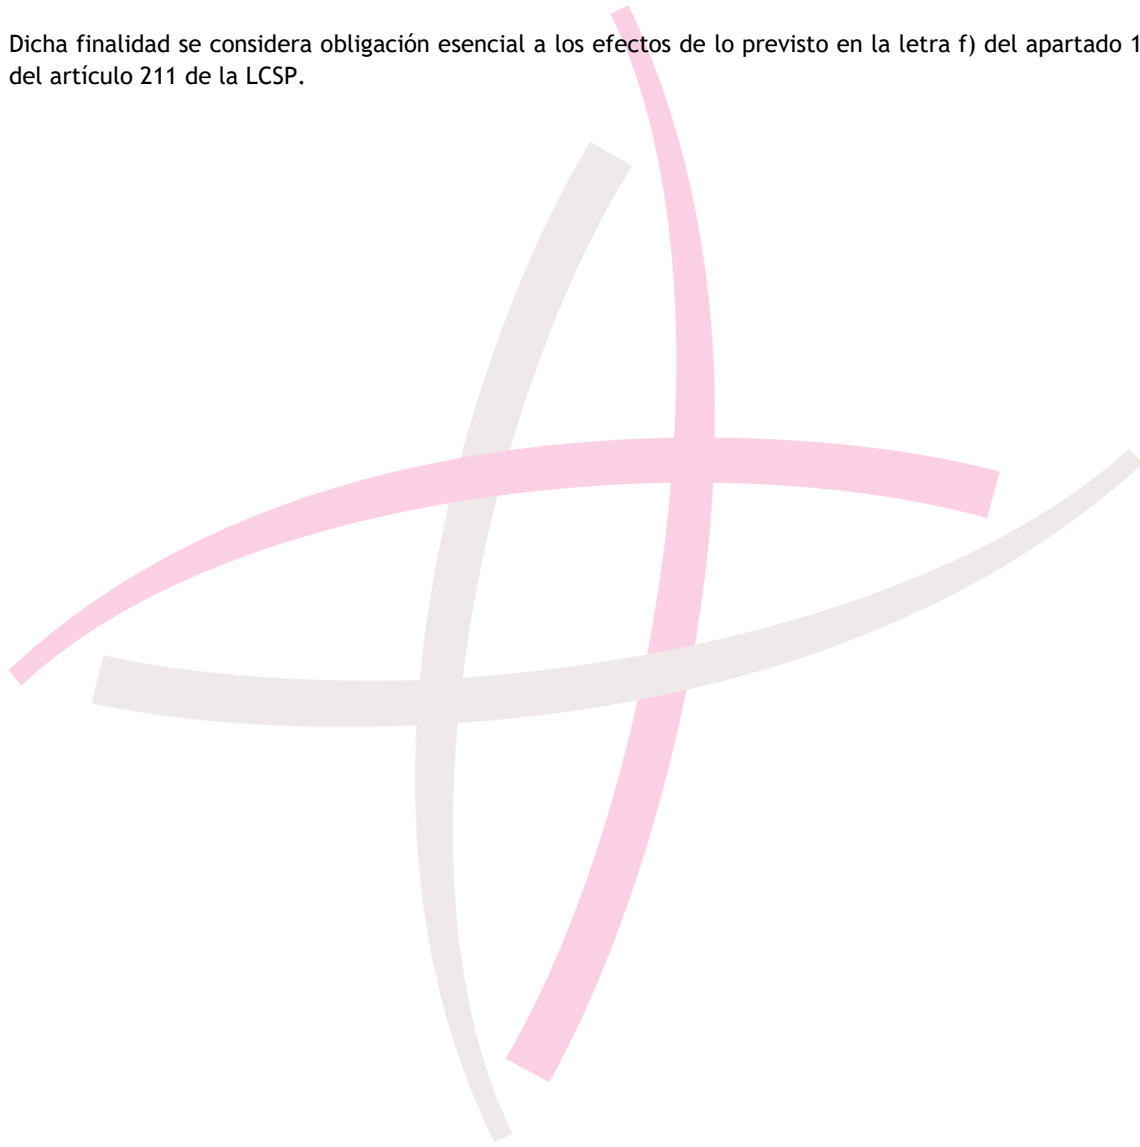 Dicha finalidad se considera obligación esencial a los efectos de lo previsto en la letra f) del apartado 1
del artículo 211 de la LCSP.